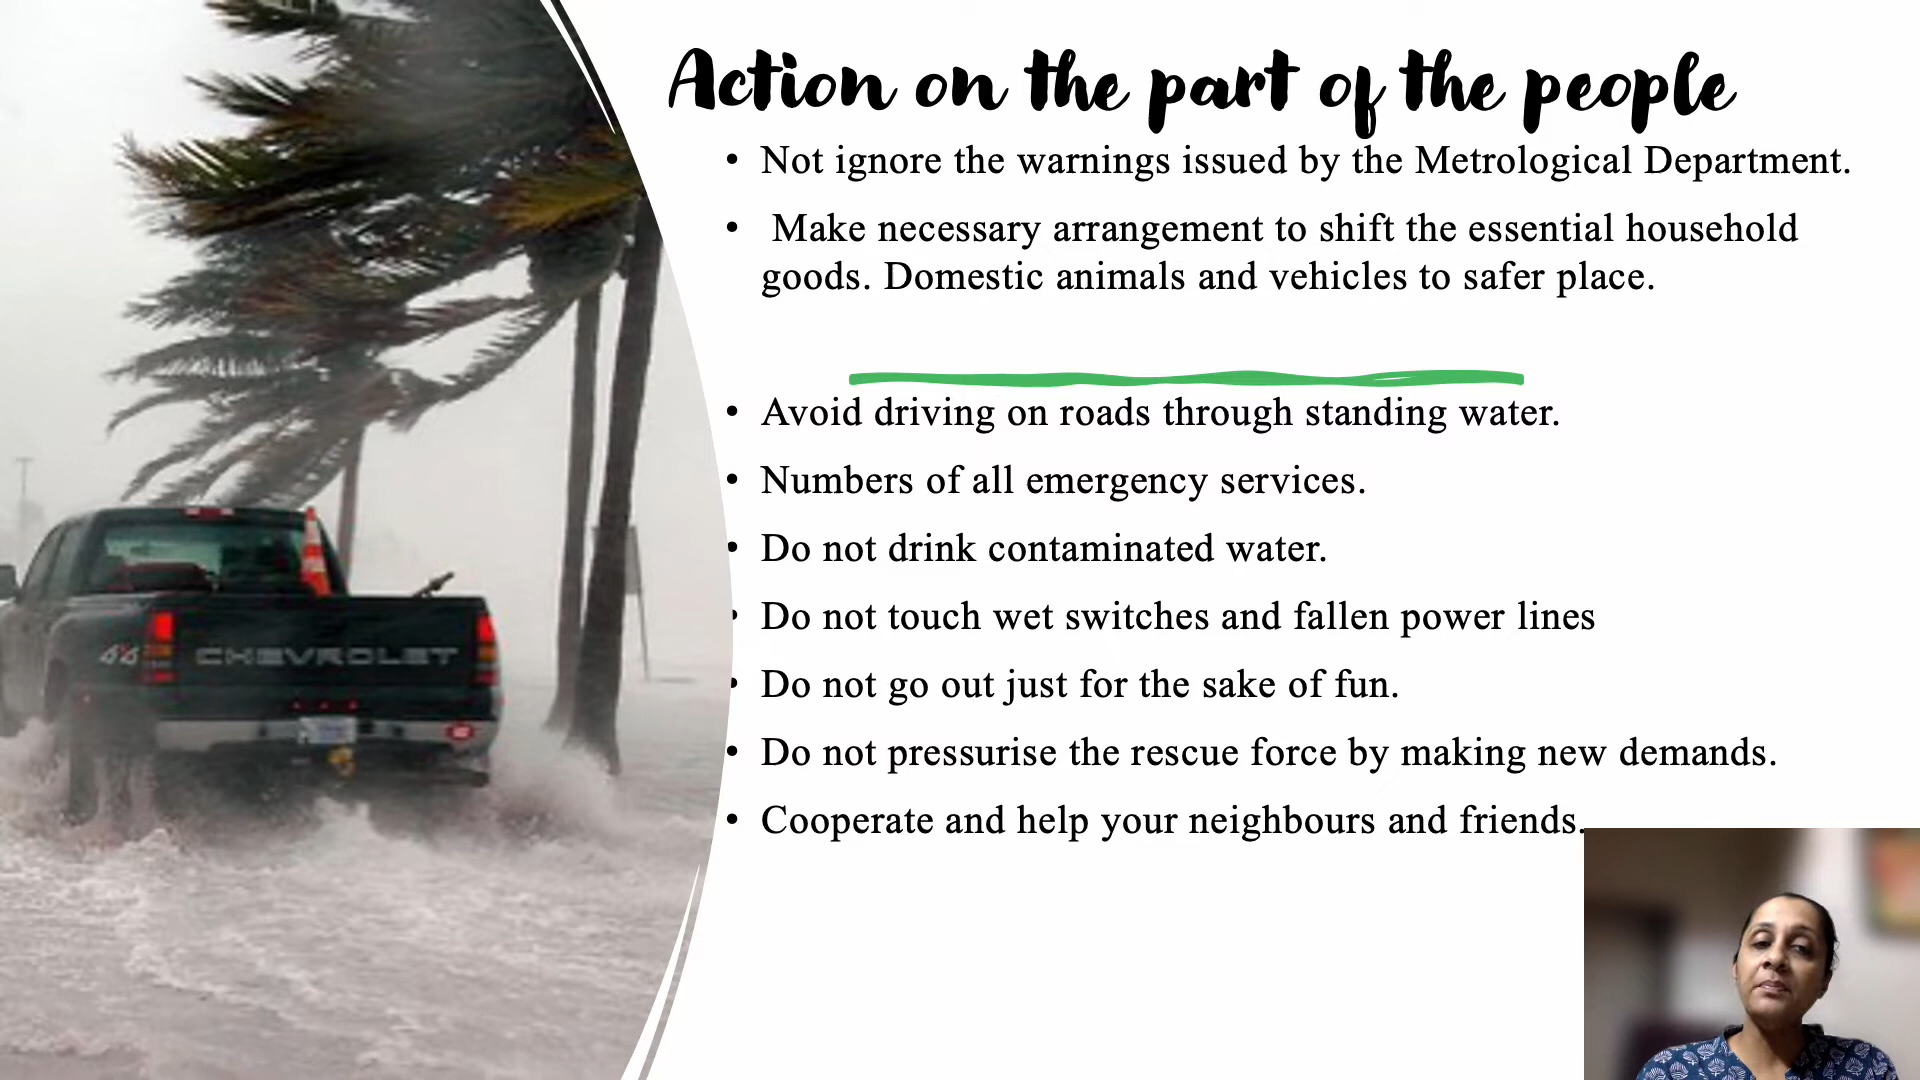 Action on the part of the people
• Not ignore the warnings issued by the Metrological Department.
• Make necessary arrangement to shift the essential household
goods. Domestic animals and vehicles to safer place.
• Avoid driving on roads through standing water.
• Numbers of all emergency services.
• Do not drink contaminated water.
• Do not touch wet switches and fallen power lines
• Do not go out just for the sake of fun.
• Do not pressurise the rescue force by making new demands.
• Cooperate and help your neighbours and friends.
4x4
CHEVROLET